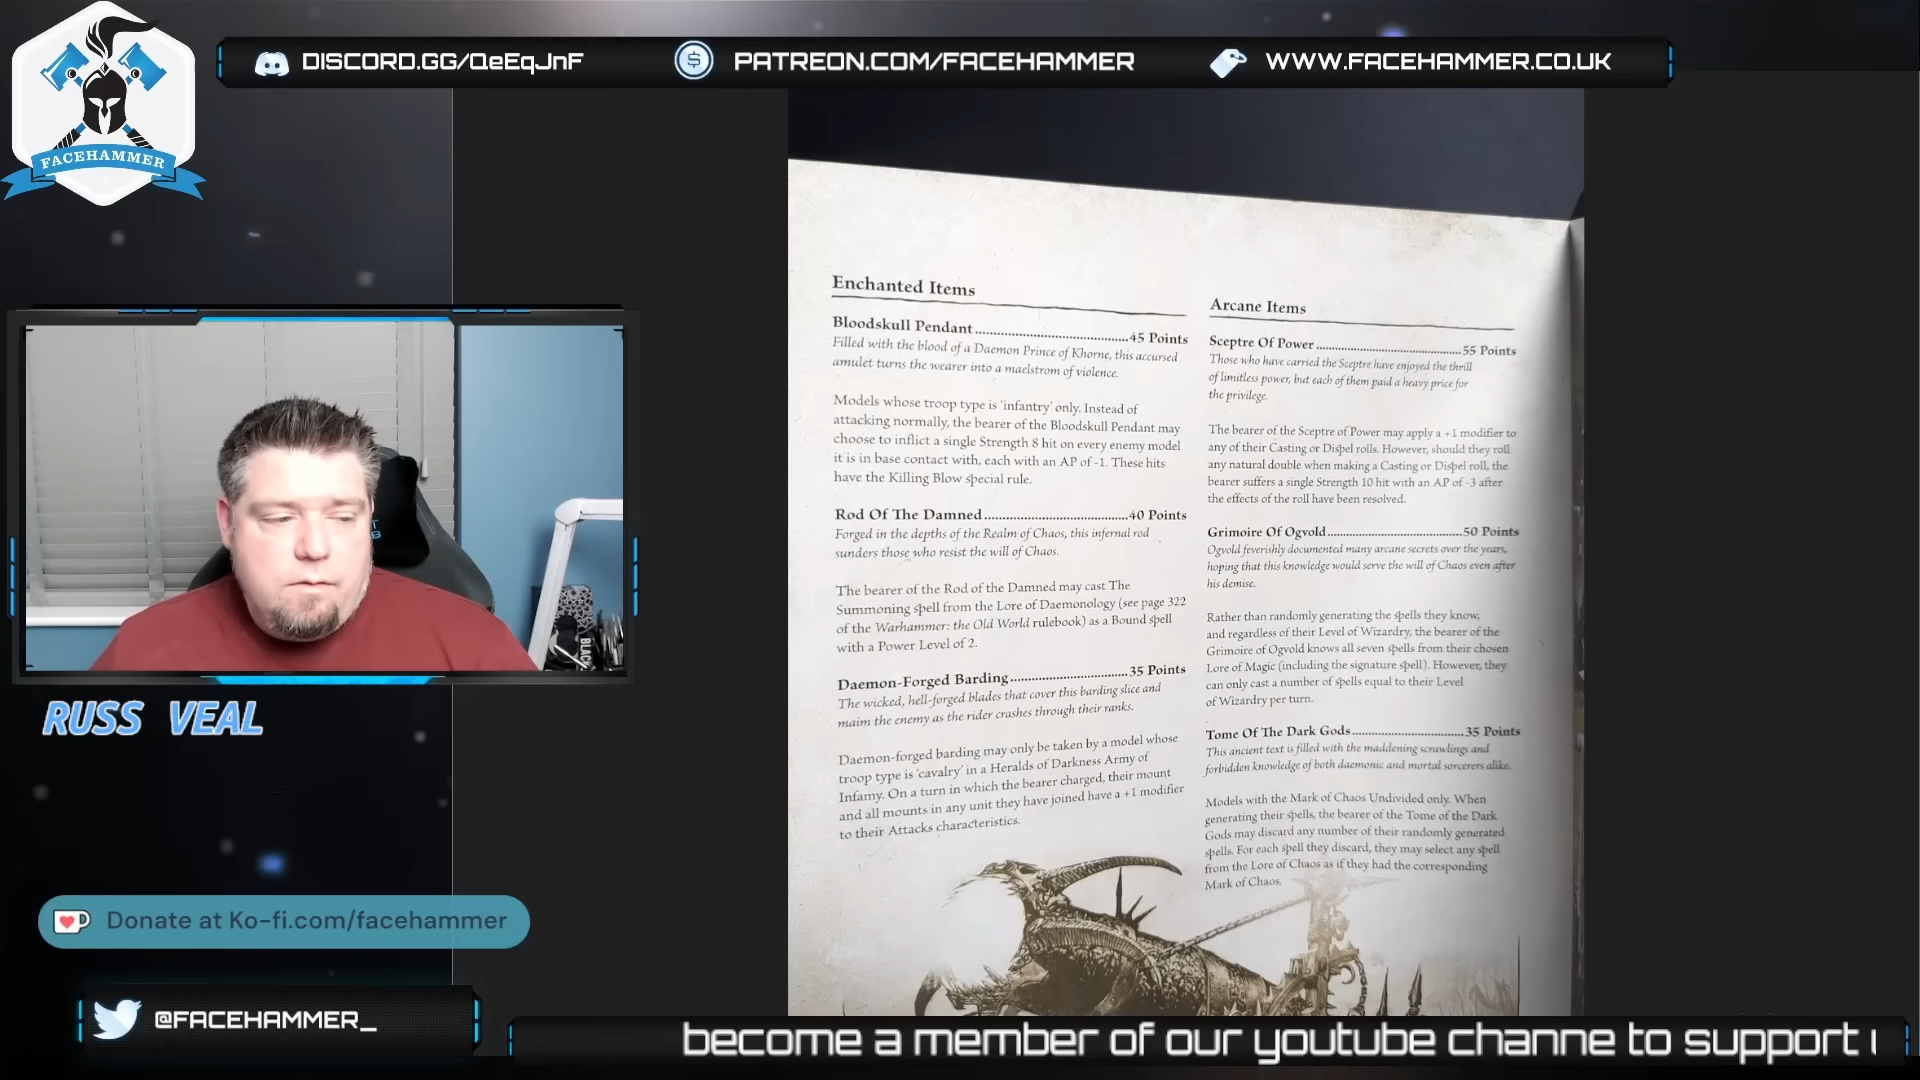 DISCORD.GG/QeEqJnF
PATREON.COM/FACEHAMMER
WWW.FACEHAMMER.CO.UK
FACEHAMMER
Enchanted Items
Bloodskull Pendant ..............................45 Points
Filled with the blood of a Daemon Prince of Khorne, this accursed
amulet turns the wearer into a maelstrom of violence.
Models whose troop type is 'infantry' only. Instead of
attacking normally, the bearer of the Bloodskull Pendant may
choose to inflict a single Strength 8 hit on every enemy model
it is in base contact with, each with an AP of -1. These hits
have the Killing Blow special rule.
Rod Of The Damned..............................40 Points
Forged in the depths of the Realm of Chaos, this infernal rod
sunders those who resist the will of Chaos.
The bearer of the Rod of the Damned may cast The
Summoning spell from the Lore of Daemonology (see page 322
of the Warhammer: the Old World rulebook) as a Bound spell
with a Power Level of 2.
Daemon-Forged Barding..............................35 Points
The wicked, hell-forged blades that cover this barding slice and
maim the enemy as the rider crashes through their ranks.
Daemon-forged barding may only be taken by a model whose
troop type is 'cavalry' in a Heralds of Darkness Army of
Infamy. On a turn in which the bearer charged, their mount
and all mounts in any unit they have joined have a +1 modifier
to their Attacks characteristics.
Arcane Items
Sceptre Of Power ..............................55 Points
Those who have carried the Sceptre have enjoyed the thrill
of limitless power, but each of them paid a heavy price for
the privilege.
The bearer of the Sceptre of Power may apply a +1 modifier to
any of their Casting or Dispel rolls. However, should they roll
any natural double when making a Casting or Dispel roll, the
bearer suffers a single Strength 10 hit with an AP of -3 after
the effects of the roll have been resolved.
Grimoire Of Ogvold..............................50 Points
Ogvold feverishly documented many arcane secrets over the years,
hoping that this knowledge would serve the will of Chaos even after
his demise.
Rather than randomly generating the spells they know,
and regardless of their Level of Wizardry, the bearer of the
Grimoire of Ogvold knows all seven spells from their chosen
Lore of Magic (including the signature spell). However, they
can only cast a number of spells equal to their Level
of Wizardry per turn.
Tome Of The Dark Gods..............................35 Points
This ancient text is filled with the maddening scrawlings and
forbidden knowledge of both daemonic and mortal sorcerers alike.
Models with the Mark of Chaos Undivided only. When
generating their spells, the bearer of the Tome of the Dark
Gods may discard any number of their randomly generated
spells. For each spell they discard, they may select any spell
from the Lore of Chaos as if they had the corresponding
Mark of Chaos.
RUSS VEAL
Donate at Ko-fi.com/facehammer
@FACEHAMMER_
become a member of our youtube channe to support